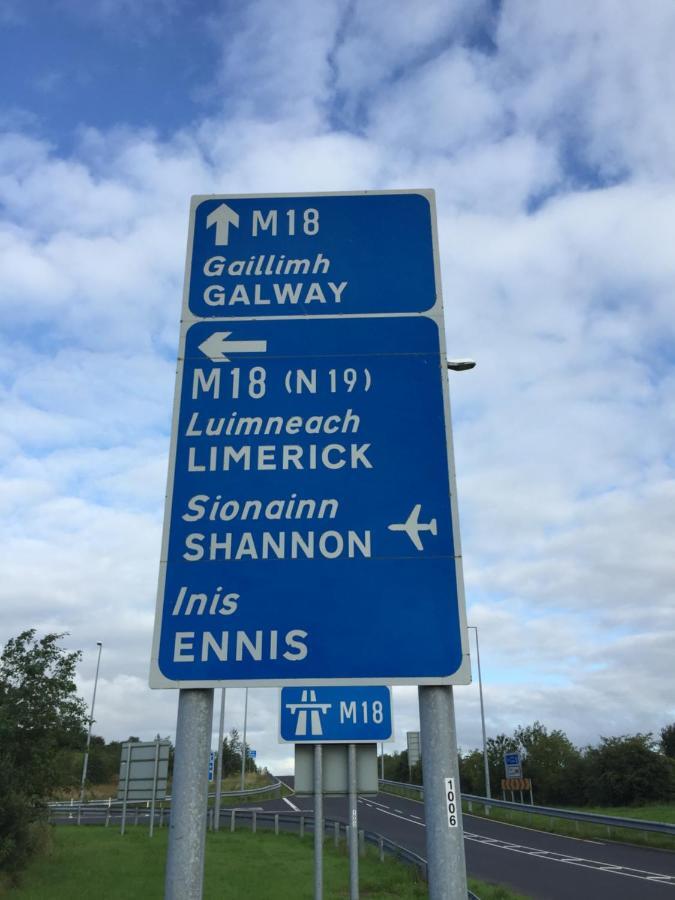 M18
Gaillimh
GALWAY
M18 (N19)
Luimneach
LIMERICK
Sionainn
SHANNON
Inis
ENNIS
M18
1006